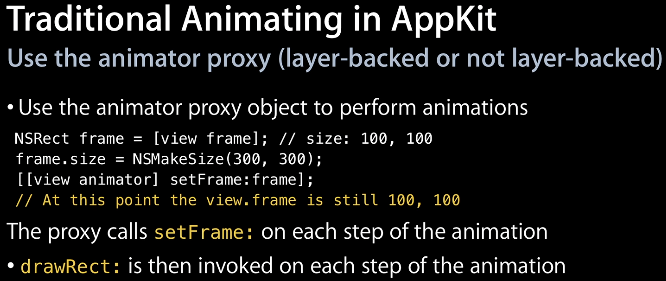 Traditional Animating in AppKit
Use the animator proxy (layer-backed or not layer-backed)
• Use the animator proxy object to perform animations
NSRect frame = [view frame]; // size: 100, 100
frame.size = NSMakeSize(300, 300);
[[view animator] setFrame:frame];
// At this point the view.frame is still 100, 100
The proxy calls setFrame: on each step of the animation
• drawRect: is then invoked on each step of the animation